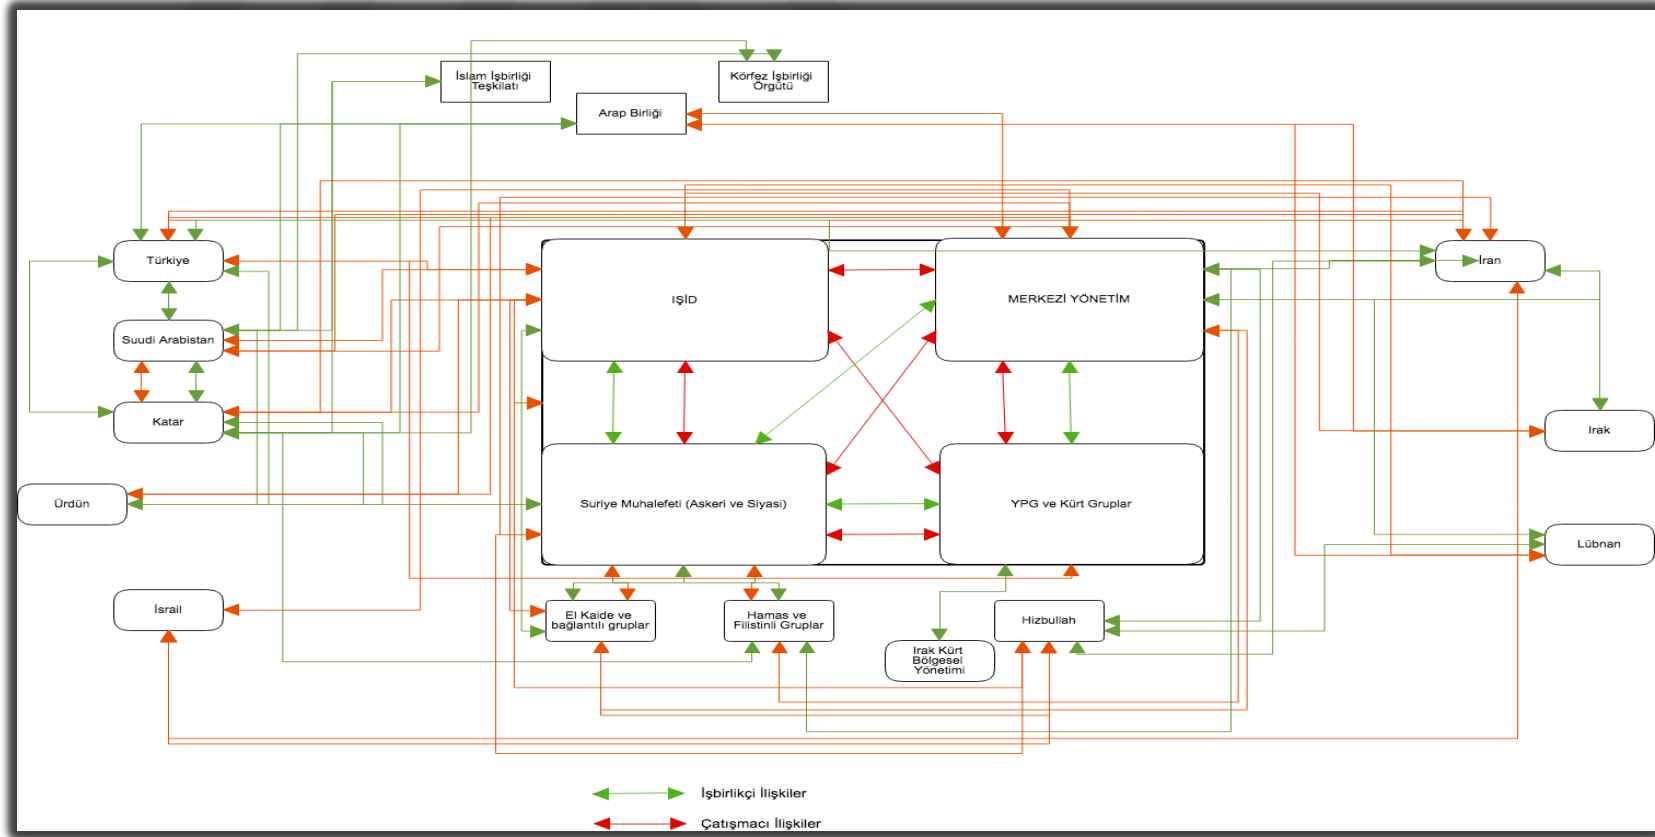 İslam İşbirliği
Teşkilatı
Körfez İşbirliği
Örgütü
Arap Birliği
Türkiye
IŞİD
MERKEZİ YÖNETİM
İran
Suudi Arabistan
Katar
Irak
Ürdün
Suriye Muhalefeti (Askeri ve Siyasi)
YPG ve Kürt Gruplar
Lübnan
İsrail
El Kaide ve
bağlantılı gruplar
Hamas ve
Filistinli Gruplar
Hizbullah
Irak Kürt
Bölgesel
Yönetimi
İşbirlikçi İlişkiler
Çatışmacı İlişkiler